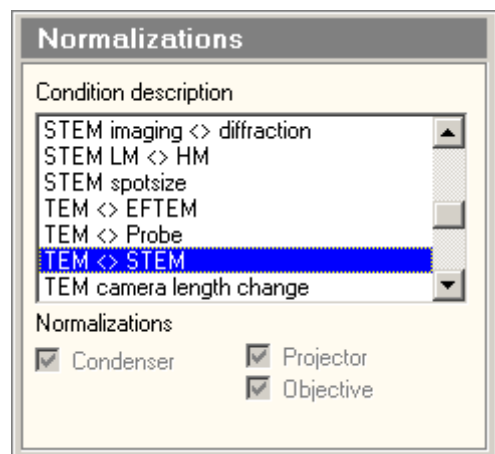 Normalizations
Condition description
STEM imaging <> diffraction
STEM LM <> HM
STEM spotsize
TEM <> EFTEM
TEM <> Probe
TEM <> STEM
TEM camera length change
Normalizations
Condenser Projector
Objective